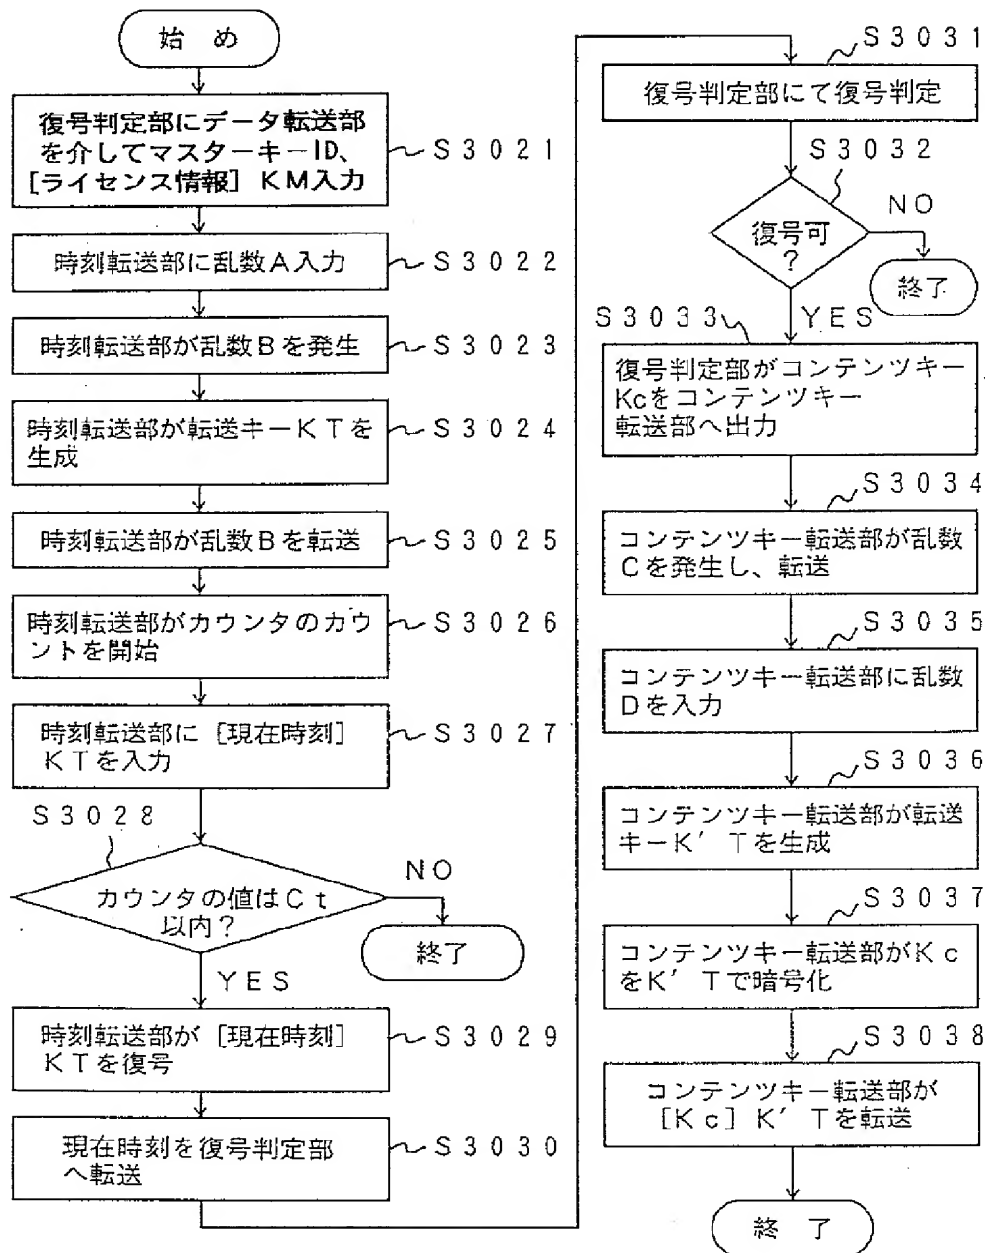 始め
復号判定部にデータ転送部
を介してマスターキーID、
[ライセンス情報] KM入力
S3021
時刻転送部に乱数A入力
S3022
時刻転送部が乱数Bを発生
S3023
時刻転送部が転送キーKTを
生成
S3024
時刻転送部が乱数Bを転送
S3025
時刻転送部がカウンタのカウ
ントを開始
S3026
時刻転送部に [現在時刻]
KTを入力
S3027
S3028
カウンタの値はCt
以内?
NO
終了
YES
時刻転送部が [現在時刻]
KTを復号
S3029
現在時刻を復号判定部
へ転送
S3030
S3031
復号判定部にて復号判定
S3032
復号可
?
NO
終了
YES
S3033
復号判定部がコンテンツキー
Kcをコンテンツキー
転送部へ出力
S3034
コンテンツキー転送部が乱数
Cを発生し、転送
S3035
コンテンツキー転送部に乱数
Dを入力
S3036
コンテンツキー転送部が転送
キーK′Tを生成
S3037
コンテンツキー転送部がKc
をK′Tで暗号化
S3038
コンテンツキー転送部が
[Kc] K′Tを転送
終了